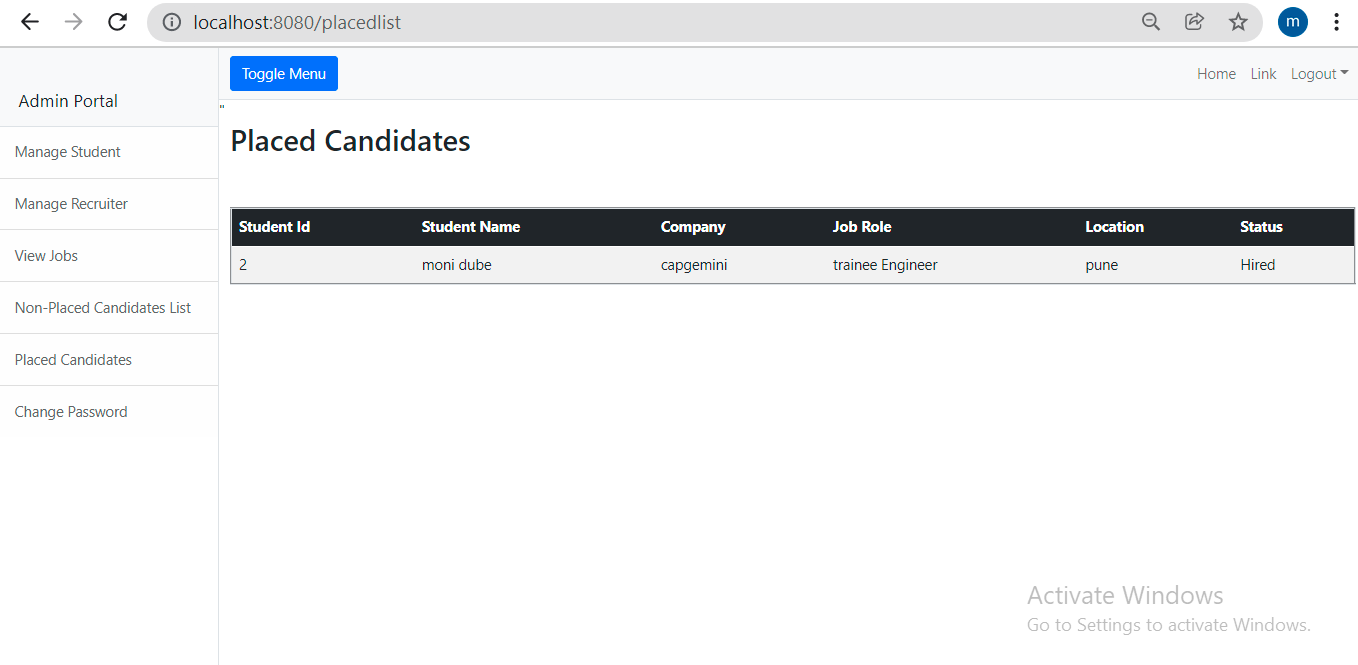 localhost:8080/placedlist
m
Toggle Menu
Home Link Logout
Admin Portal
"
Manage Student
Manage Recruiter
View Jobs
Non-Placed Candidates List
Placed Candidates
Change Password
Placed Candidates
Student Id Student Name Company Job Role Location Status
2 moni dube capgemini trainee Engineer pune Hired
Activate Windows
Go to Settings to activate Windows.